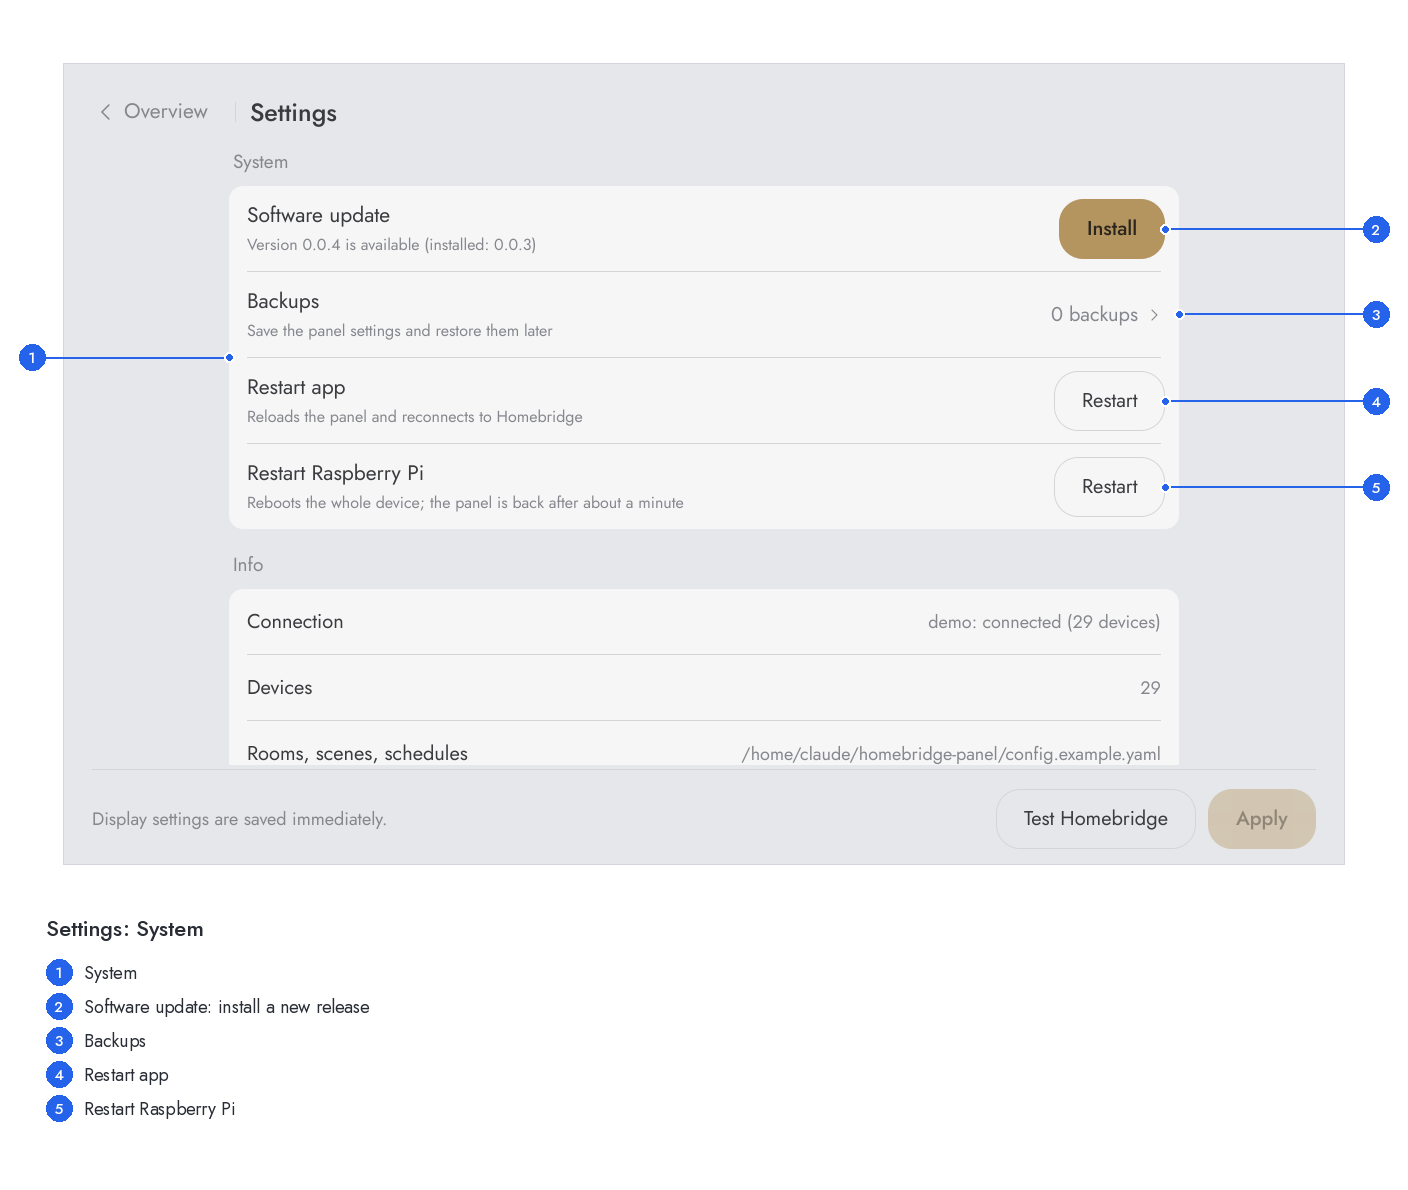 Overview
Settings
System
Software update
Install
Version 0.0.4 is available (installed: 0.0.3)
2
Backups
0 backups
3
Save the panel settings and restore them later
1
Restart app
Restart
4
Reloads the panel and reconnects to Homebridge
Restart Raspberry Pi
Restart
5
Reboots the whole device; the panel is back after about a minute
Info
Connection demo: connected (29 devices)
Devices 29
Rooms, scenes, schedules /home/claude/homebridge-panel/config.example.yaml
Display settings are saved immediately. Test Homebridge Apply
Settings: System
1 System
2 Software update: install a new release
3 Backups
4 Restart app
5 Restart Raspberry Pi